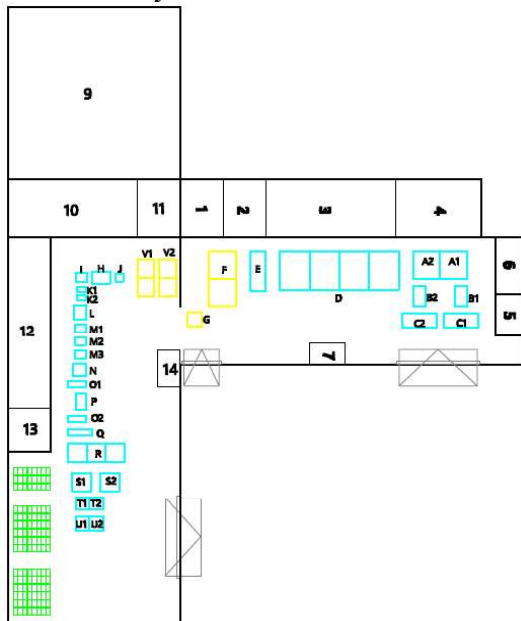 9
10 11 1 2 3 4
V1 V2
I H J F E A2 A1 6
K1
K2 B2 B1
D
L G C2 C1 5
12 M1
M2
M3 7
N 14
O1
P
O2
13 Q
R
S1 S2
T1 T2
U1 U2